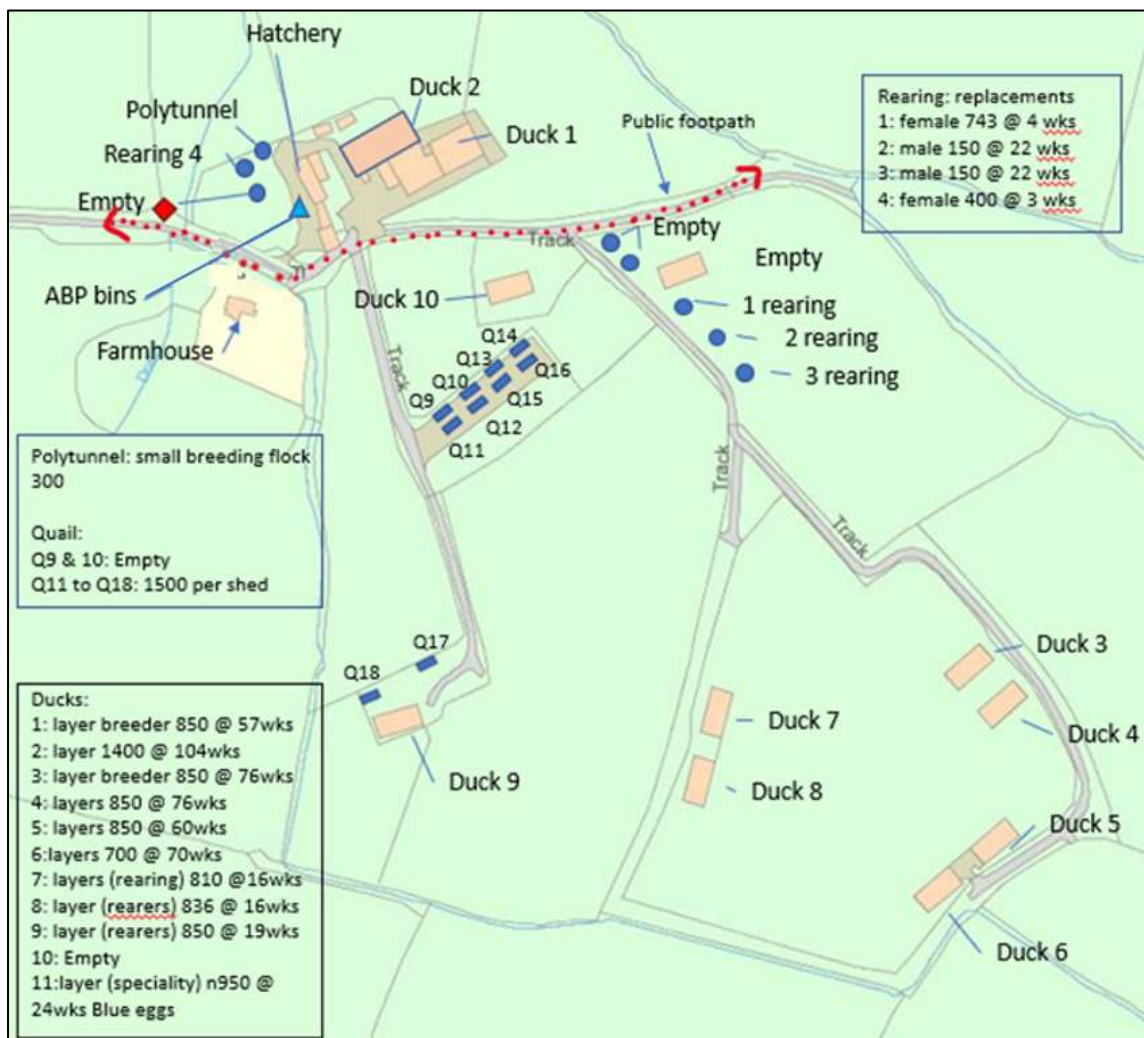 Hatchery
Duck 2
Polytunnel
Duck 1
Rearing 4
Public footpath
Rearing: replacements
1: female 743 @ 4 wks
2: male 150 @ 22 wks
3: male 150 @ 22 wks
4: female 400 @ 3 wks
Empty
Track
Empty
Empty
ABP bins
Duck 10
1 rearing
2 rearing
3 rearing
Farmhouse
Track
Q14
Q13
Q16
Q10
Q15
Q9
Q12
Q11
Polytunnel: small breeding flock
300
Quail:
Q9 & 10: Empty
Q11 to Q18: 1500 per shed
Track
Track
Q17
Q18
Duck 3
Duck 4
Duck 7
Duck 8
Duck 9
Duck 5
Duck 6
Ducks:
1: layer breeder 850 @ 57wks
2: layer 1400 @ 104wks
3: layer breeder 850 @ 76wks
4: layers 850 @ 76wks
5: layers 850 @ 60wks
6:layers 700 @ 70wks
7: layers (rearing) 810 @16wks
8: layer (rearers) 836 @ 16wks
9: layer (rearers) 850 @ 19wks
10: Empty
11:layer (speciality) n950 @
24wks Blue eggs